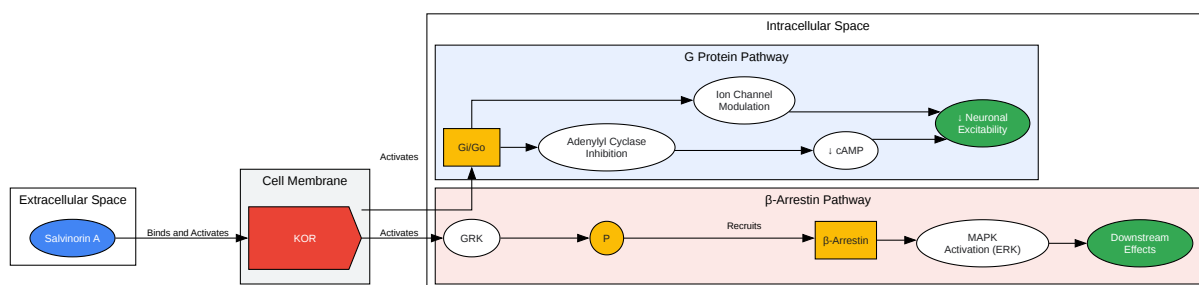 Intracellular Space
G Protein Pathway
Ion Channel
Modulation
↓ Neuronal
Excitability
Gi/Go
Adenylyl Cyclase
Inhibition
↓ cAMP
Activates
Cell Membrane
Extracellular Space
β-Arrestin Pathway
Salvinorin A
Binds and Activates
KOR
Activates
GRK
P
Recruits
β-Arrestin
MAPK
Activation (ERK)
Downstream
Effects